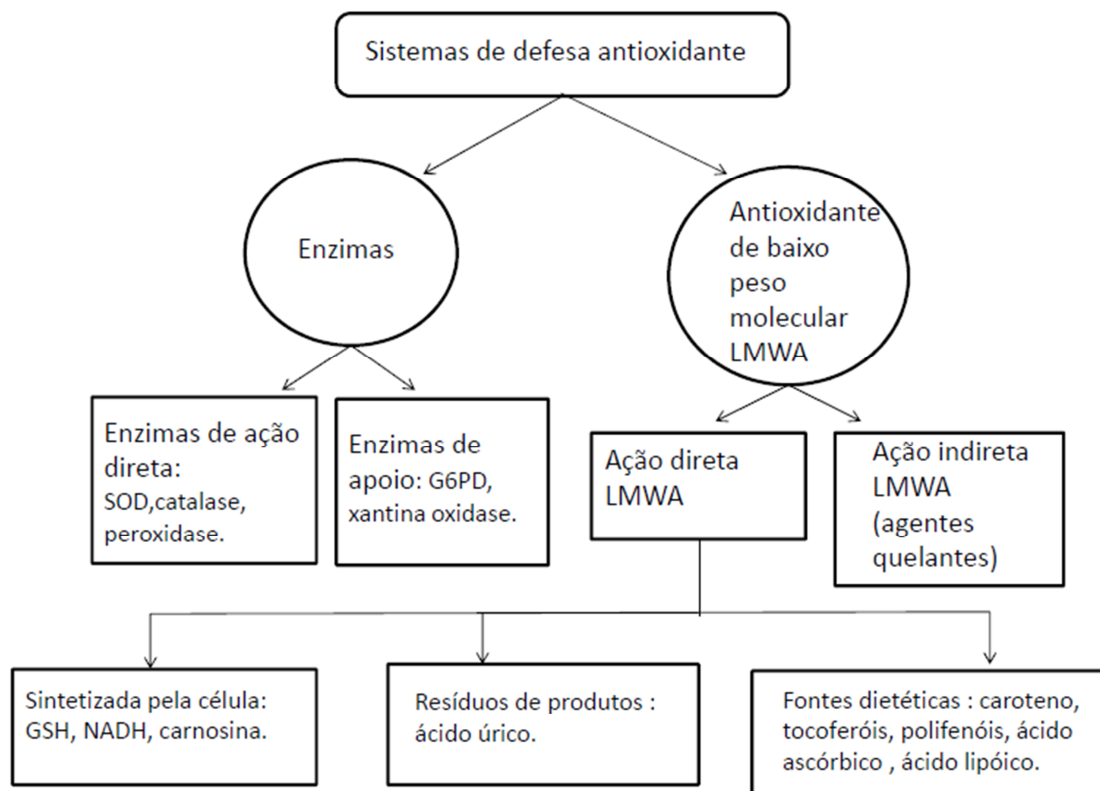 Sistemas de defesa antioxidante
Enzimas
Antioxidante
de baixo
peso
molecular
LMWA
Enzimas de ação
direta:
SOD,catalase,
peroxidase.
Enzimas de
apoio: G6PD,
xantina oxidase.
Ação direta
LMWA
Ação indireta
LMWA
(agentes
quelantes)
Sintetizada pela célula:
GSH, NADH, carnosina.
Resíduos de produtos :
ácido úrico.
Fontes dietéticas : caroteno,
tocoferóis, polifenóis, ácido
ascórbico , ácido lipóico.